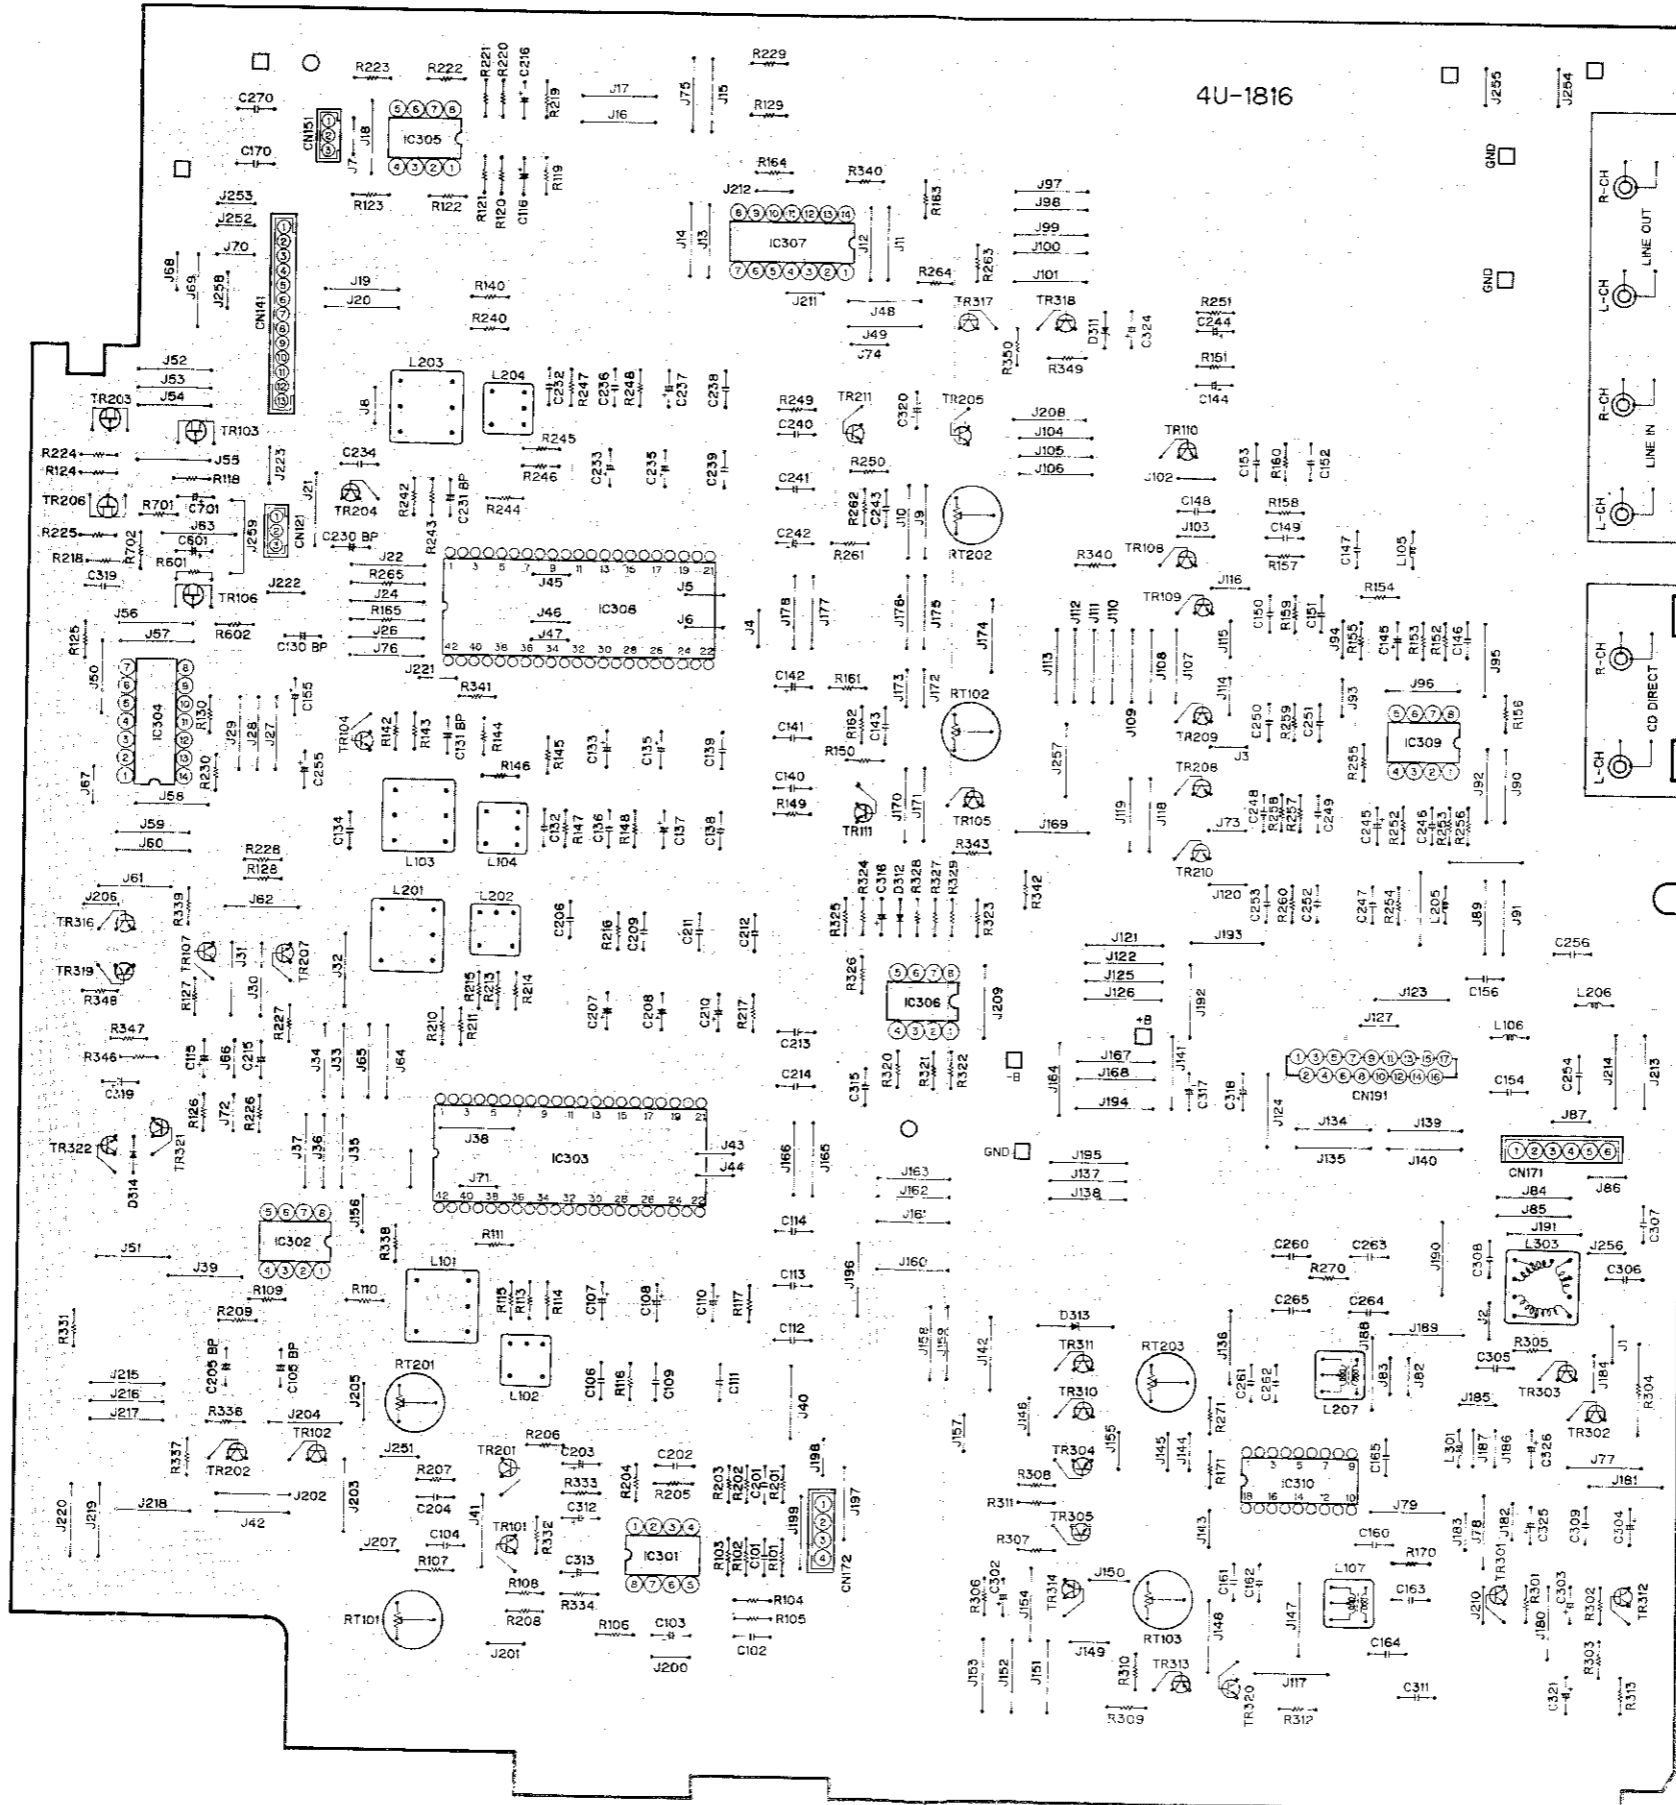 4U-1816
R229
R223
R222
R221
R220
C216
R219
J17
J16
J75
J15
J255
J254
C270
R129
CN151
J18
J7
IC305
C170
R164
R340
GND
R-CH
J253
J252
J70
R123
R122
R121
R120
C116
R119
J212
R163
J97
J98
J99
J100
J101
LINE OUT
J68
J69
J258
CN141
J19
J20
R140
R240
J14
J13
IC307
J12
J11
J211
R264
R263
GND
L-CH
J48
J49
J74
TR317
TR318
R350
R349
D311
C324
R251
C244
R151
C144
J52
J53
J54
TR203
TR103
L203
L204
J8
C232
R247
C236
R248
C237
C238
R249
C240
TR211
C320
TR205
J208
J104
J105
J106
TR110
J102
R-CH
LINE IN
L-CH
R224
R124
J55
R118
J223
C234
R245
R246
C233
C235
C239
R250
C153
R160
C152
TR206
R701
C701
J63
J259
CN121
J21
TR204
R242
R243
C231 BP
R244
C241
R262
C243
J10
J9
RT202
C148
J103
R158
C149
R157
C147
L105
R225
R218
R702
C601
R601
C230 BP
C242
R261
R340
TR108
C319
TR106
J222
J22
R265
J24
R165
J26
J76
IC308
J45
J46
J47
J5
J6
J4
J178
J177
J176
J175
J174
J116
TR109
C150
R159
C151
R154
J56
J57
R602
C130 BP
R125
J50
J221
J113
J112
J111
J110
J109
J108
J107
J115
J114
J94
R155
C145
R153
R152
C146
J95
R-CH
CD DIRECT
L-CH
IC304
R130
R230
J29
J28
J27
C155
C255
R341
TR104
R142
R143
C131 BP
R144
R145
R146
C133
C135
C139
C142
C141
R161
R162
C143
R150
J173
J172
RT102
J257
TR209
C250
R259
C251
J93
J96
IC309
R156
J3
R255
J67
J58
J59
J60
C134
L103
L104
C132
R147
C136
R148
C137
C138
C140
R149
TR111
J170
J171
TR105
J169
J119
J118
TR208
J73
C248
R258
R257
C249
C245
R252
C246
R253
R256
J92
J90
R228
R128
J61
J206
J62
R339
L201
L202
R343
R342
TR210
J120
TR316
TR107
J31
TR207
J32
C206
R216
C209
C211
C212
R325
R324
C316
D312
R328
R327
R329
R323
C253
R260
C252
C247
R254
L205
J89
J91
J121
J122
J125
J126
J193
C256
TR319
R348
R127
J30
R227
R215
R213
R214
R210
R211
C207
C208
C210
R217
R326
IC306
J209
J192
J123
C156
L206
R347
R346
C319
C115
J66
C215
J34
J33
J65
J64
C213
+B
J127
L106
C214
C315
R320
R321
R322
-B
J164
J167
J168
J194
J141
C317
C318
J124
CN191
C154
C254
J214
J213
R126
J72
R226
TR322
TR321
D314
J37
J36
J35
J38
J71
IC303
J43
J44
J166
J165
GND
J195
J137
J138
J134
J135
J139
J140
J87
CN171
J86
J84
J85
J191
J163
J162
J161
J160
J156
IC302
R338
R111
C114
J51
J39
L101
C113
J196
C260
C263
R270
C265
C264
J190
C308
L303
J256
C307
C306
R109
R110
R115
R113
R114
C107
C108
C110
R117
R209
R331
C112
J158
J159
J142
D313
TR311
RT203
J136
J188
J189
J2
R305
J1
C305
C205 BP
C105 BP
J215
J216
J217
J205
RT201
L102
C106
R116
C109
C111
J40
TR310
C261
C262
L207
J83
J82
TR303
J184
R304
J185
R336
J204
J157
J146
R271
TR302
R337
TR202
TR102
J251
R206
TR201
C203
C202
J198
TR304
J155
J145
J144
R171
C165
L301
J187
J186
C326
J77
J181
R207
C204
R333
C312
R204
R205
R203
R202
C201
R201
R308
R311
IC310
J220
J219
J218
J202
J42
J203
J41
J199
J197
TR305
J143
J79
J183
J78
J182
C325
C309
C304
J207
C104
R107
TR101
R332
C313
IC301
R103
R102
C101
R101
CN172
R307
C160
R170
R306
C302
J154
TR314
J150
C161
C162
L107
C163
TR301
J210
R301
C303
R302
TR312
RT101
R108
R208
R334
R104
R105
R106
C103
C102
RT103
J148
J147
J180
J201
J200
J149
C164
R303
J153
J152
J151
R310
TR313
J117
TR320
C311
C321
R313
R309
R312